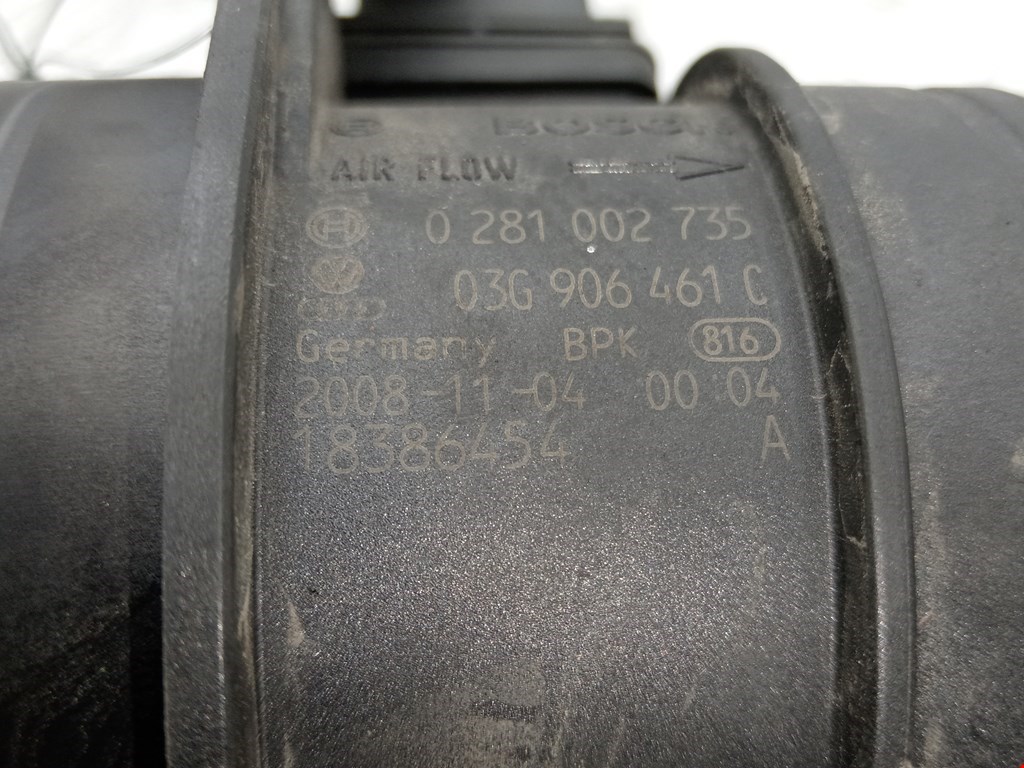 BOSCH
AIR FLOW
0 281 002 735
03G 906 461 C
Germany BPK 816
2008-11-04 00 04
18386454 A